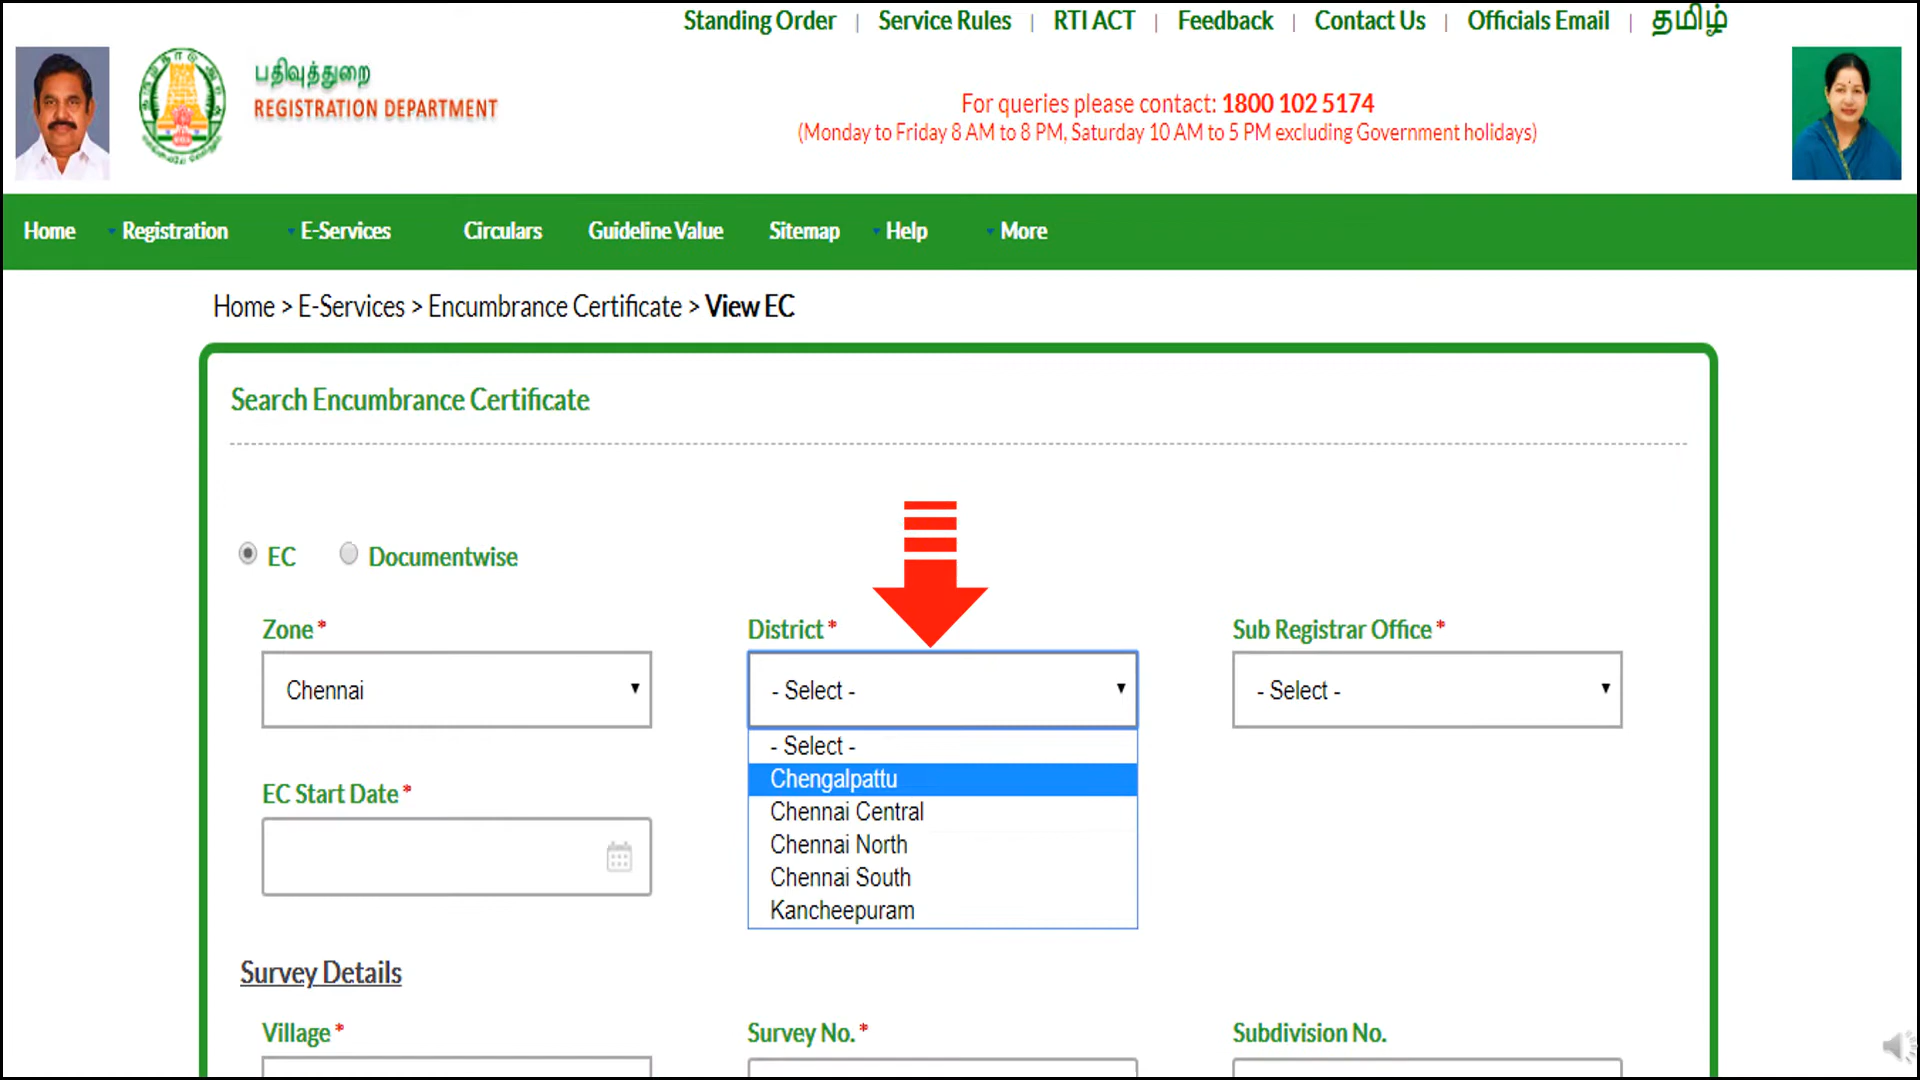 Standing Order | Service Rules | RTI ACT | Feedback | Contact Us | Officials Email | தமிழ்
பதிவுத்துறை
REGISTRATION DEPARTMENT
For queries please contact: 1800 102 5174
(Monday to Friday 8 AM to 8 PM, Saturday 10 AM to 5 PM excluding Government holidays)
Home Registration E-Services Circulars Guideline Value Sitemap Help More
Home > E-Services > Encumbrance Certificate > View EC
Search Encumbrance Certificate
EC Documentwise
Zone * District * Sub Registrar Office *
Chennai - Select - - Select -
- Select -
Chengalpattu
Chennai Central
Chennai North
Chennai South
Kancheepuram
EC Start Date *
Survey Details
Village * Survey No. * Subdivision No.